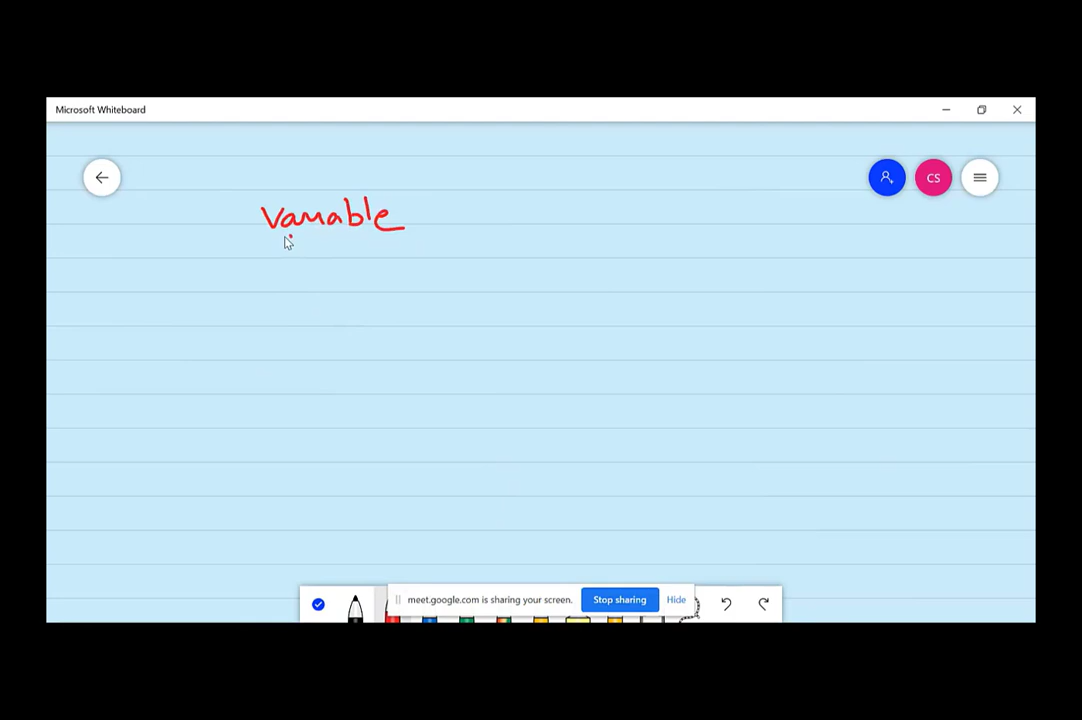 Microsoft Whiteboard
CS
Variable
meet.google.com is sharing your screen. Stop sharing Hide